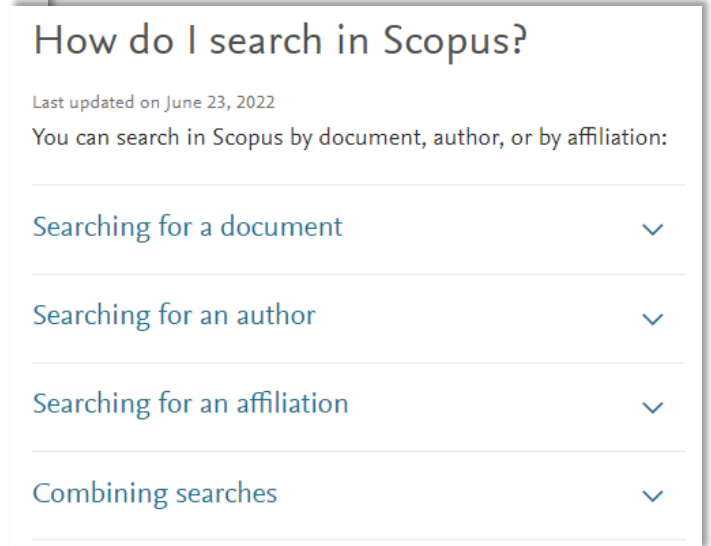 How do I search in Scopus?
Last updated on June 23, 2022
You can search in Scopus by document, author, or by affiliation:
Searching for a document
Searching for an author
Searching for an affiliation
Combining searches